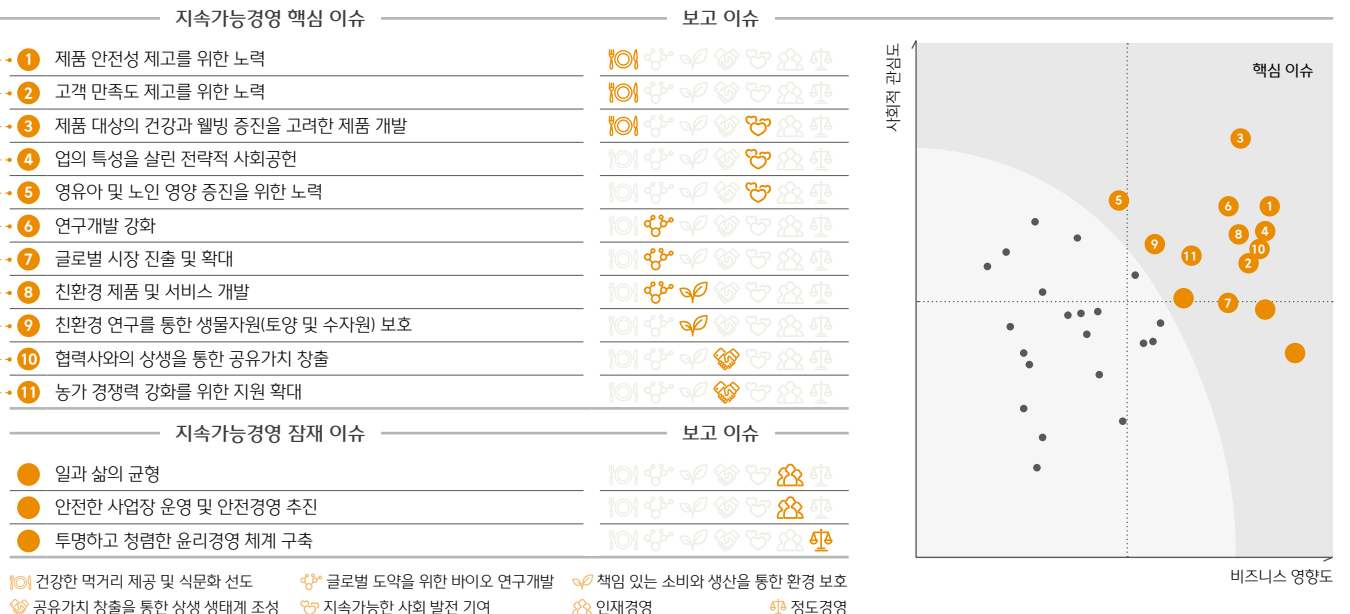 지속가능경영 핵심 이슈
보고 이슈
1 제품 안전성 제고를 위한 노력
2 고객 만족도 제고를 위한 노력
3 제품 대상의 건강과 웰빙 증진을 고려한 제품 개발
4 업의 특성을 살린 전략적 사회공헌
5 영유아 및 노인 영양 증진을 위한 노력
6 연구개발 강화
7 글로벌 시장 진출 및 확대
8 친환경 제품 및 서비스 개발
9 친환경 연구를 통한 생물자원(토양 및 수자원) 보호
10 협력사와의 상생을 통한 공유가치 창출
11 농가 경쟁력 강화를 위한 지원 확대
지속가능경영 잠재 이슈
보고 이슈
일과 삶의 균형
안전한 사업장 운영 및 안전경영 추진
투명하고 청렴한 윤리경영 체계 구축
건강한 먹거리 제공 및 식문화 선도
글로벌 도약을 위한 바이오 연구개발
책임 있는 소비와 생산을 통한 환경 보호
공유가치 창출을 통한 상생 생태계 조성
지속가능한 사회 발전 기여
인재경영
정도경영
사회적 관심도
핵심 이슈
3
5
6
1
4
8
9
10
11
2
7
비즈니스 영향도